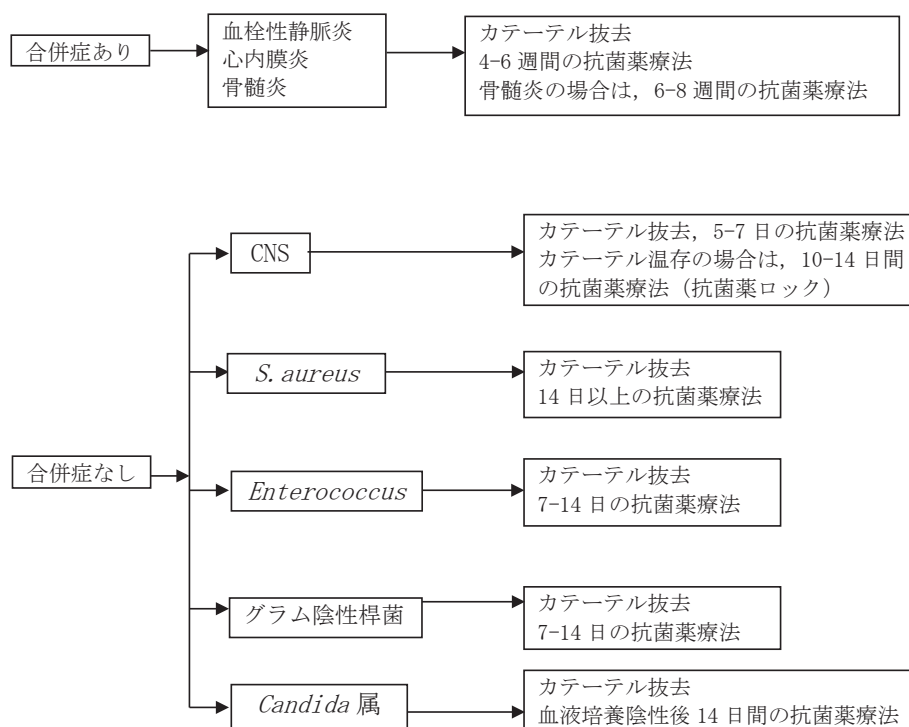 合併症あり
血栓性静脈炎
心内膜炎
骨髄炎
カテーテル抜去
4-6 週間の抗菌薬療法
骨髄炎の場合は，6-8 週間の抗菌薬療法
合併症なし
CNS
カテーテル抜去，5-7 日の抗菌薬療法
カテーテル温存の場合は，10-14 日間
の抗菌薬療法（抗菌薬ロック）
S.aureus
カテーテル抜去
14 日以上の抗菌薬療法
Enterococcus
カテーテル抜去
7-14 日の抗菌薬療法
グラム陰性桿菌
カテーテル抜去
7-14 日の抗菌薬療法
Candida 属
カテーテル抜去
血液培養陰性後 14 日間の抗菌薬療法